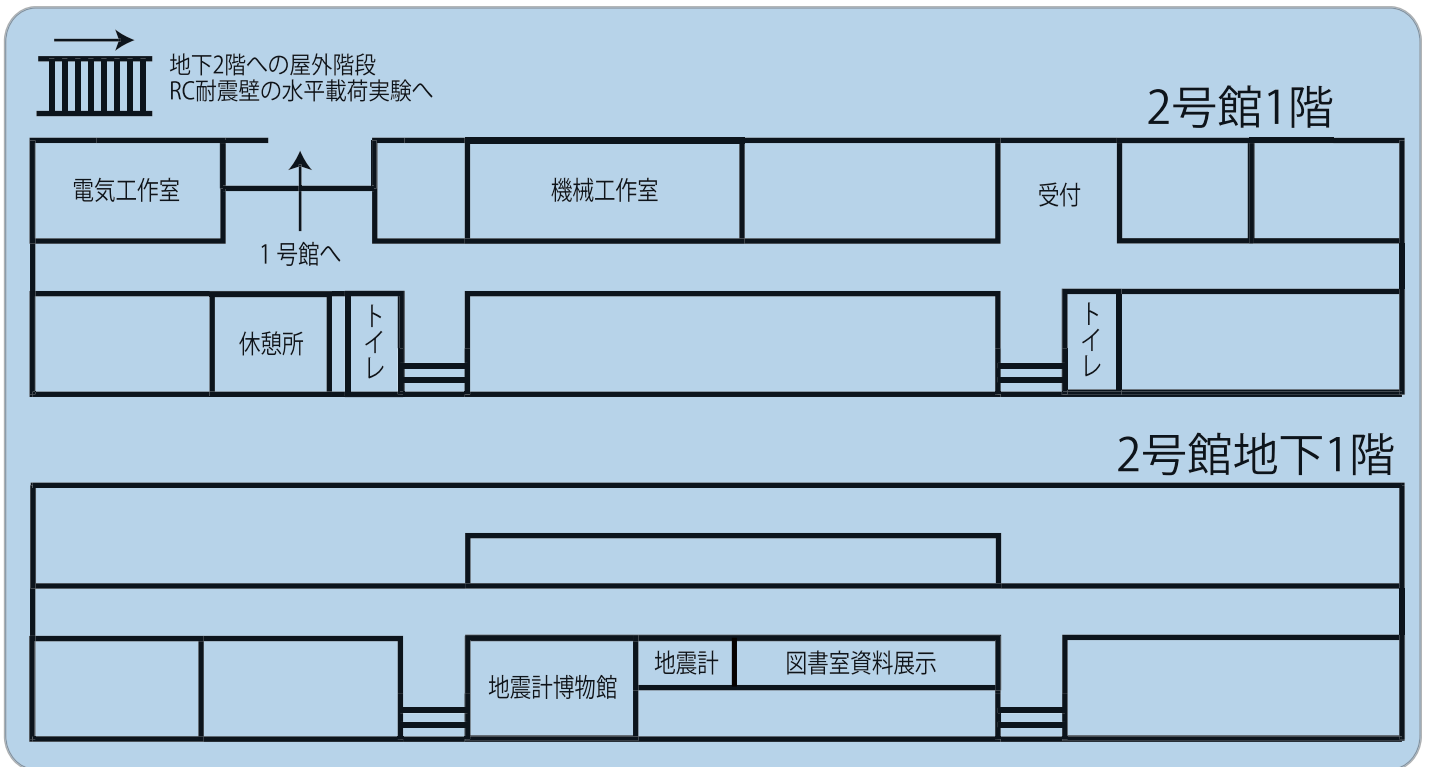 地下2階への屋外階段
RC耐震壁の水平載荷実験へ
2号館1階
電気工作室
機械工作室
受付
1 号館へ
休憩所
トイレ
トイレ
2号館地下1階
地震計博物館
地震計
図書室資料展示